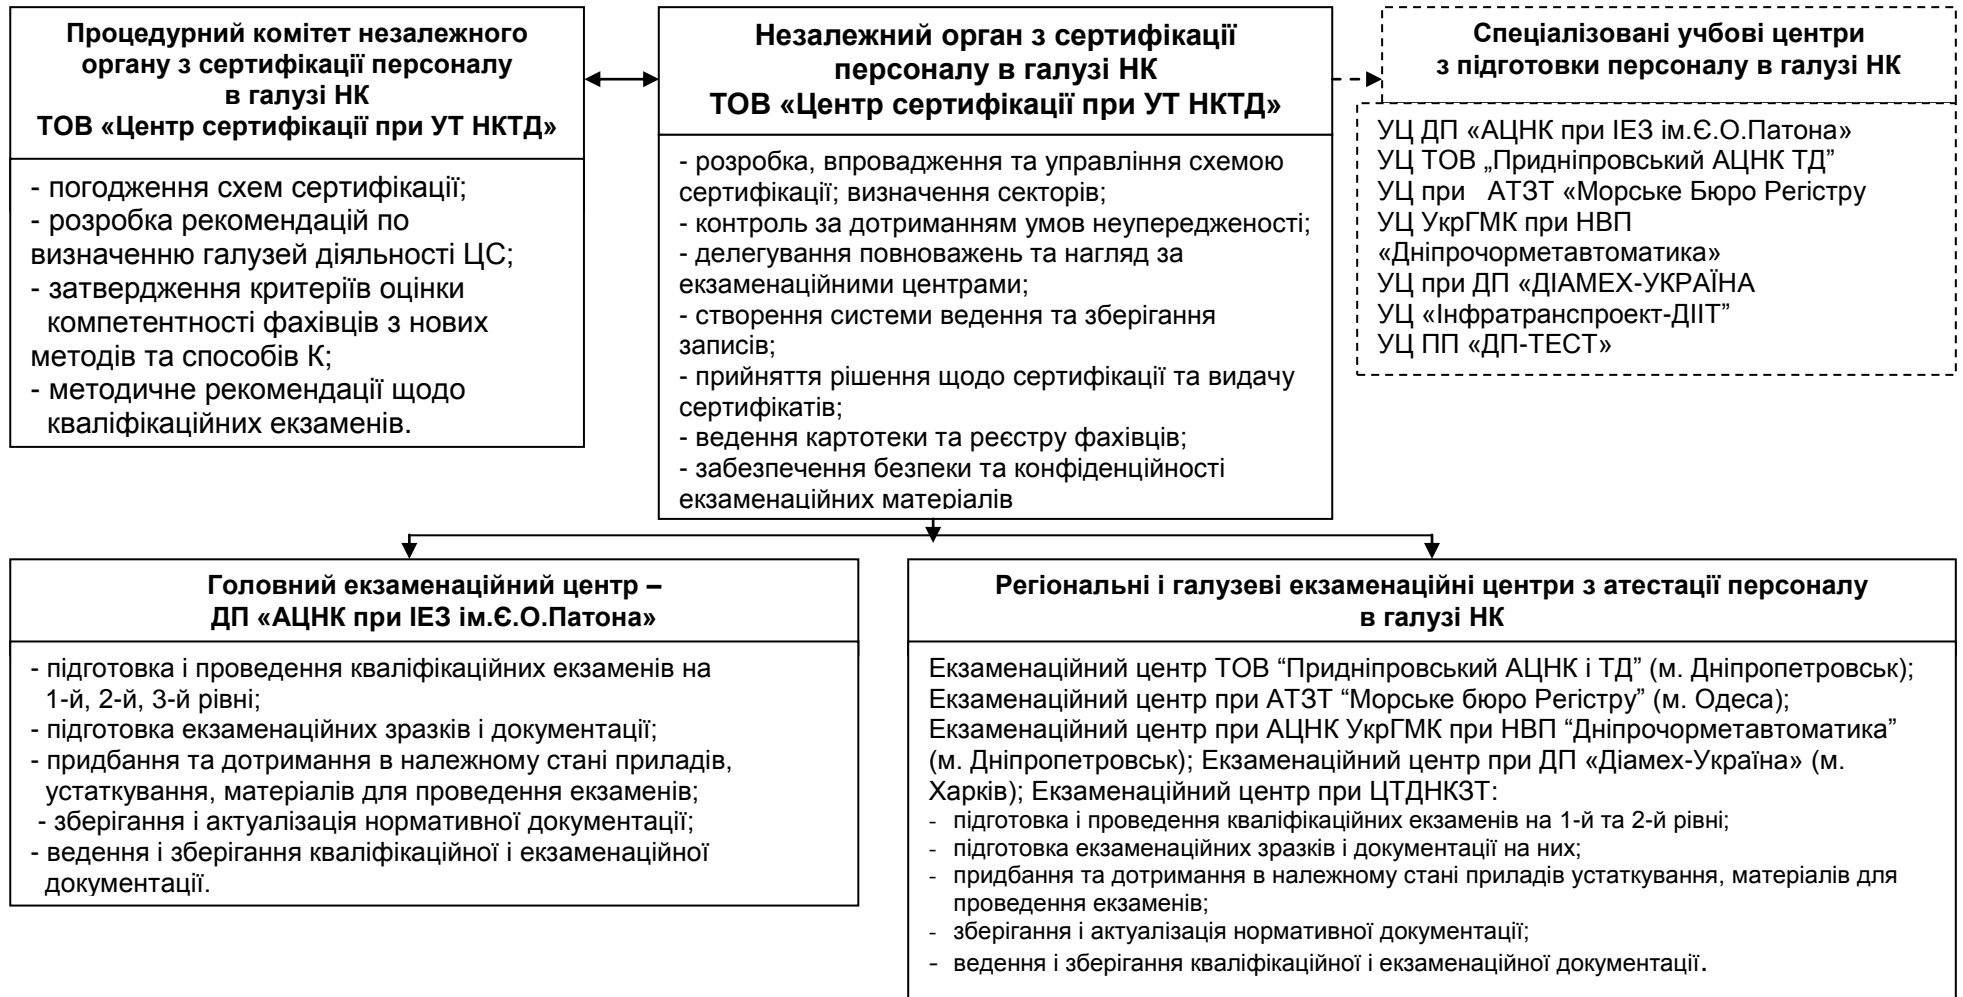 Процедурний комітет незалежного
органу з сертифікації персоналу
в галузі НК
ТОВ «Центр сертифікації при УТ НКТД»
- погодження схем сертифікації;
- розробка рекомендацій по
визначенню галузей діяльності ЦС;
- затвердження критеріїв оцінки
компетентності фахівців з нових
методів та способів К;
- методичне рекомендації щодо
кваліфікаційних екзаменів.
Незалежний орган з сертифікації
персоналу в галузі НК
ТОВ «Центр сертифікації при УТ НКТД»
- розробка, впровадження та управління схемою
сертифікації; визначення секторів;
- контроль за дотриманням умов неупередженості;
- делегування повноважень та нагляд за
екзаменаційними центрами;
- створення системи ведення та зберігання
записів;
- прийняття рішення щодо сертифікації та видачу
сертифікатів;
- ведення картотеки та реєстру фахівців;
- забезпечення безпеки та конфіденційності
екзаменаційних матеріалів
Спеціалізовані учбові центри
з підготовки персоналу в галузі НК
УЦ ДП «АЦНК при ІЕЗ ім.Є.О.Патона»
УЦ ТОВ „Придніпровський АЦНК ТД”
УЦ при АТЗТ «Морське Бюро Регістру
УЦ УкрГМК при НВП
«Дніпрочорметавтоматика»
УЦ при ДП «ДІАМЕХ-УКРАЇНА
УЦ «Інфратранспроект-ДІІТ”
УЦ ПП «ДП-ТЕСТ»
Головний екзаменаційний центр –
ДП «АЦНК при ІЕЗ ім.Є.О.Патона»
- підготовка і проведення кваліфікаційних екзаменів на
1-й, 2-й, 3-й рівні;
- підготовка екзаменаційних зразків і документації;
- придбання та дотримання в належному стані приладів,
устаткування, матеріалів для проведення екзаменів;
- зберігання і актуалізація нормативної документації;
- ведення і зберігання кваліфікаційної і екзаменаційної
документації.
Регіональні і галузеві екзаменаційні центри з атестації персоналу
в галузі НК
Екзаменаційний центр ТОВ “Придніпровський АЦНК і ТД” (м. Дніпропетровськ);
Екзаменаційний центр при АТЗТ “Морське бюро Регістру” (м. Одеса);
Екзаменаційний центр при АЦНК УкрГМК при НВП “Дніпрочорметавтоматика”
(м. Дніпропетровськ); Екзаменаційний центр при ДП «Діамех-Україна» (м.
Харків); Екзаменаційний центр при ЦТДНКЗТ:
- підготовка і проведення кваліфікаційних екзаменів на 1-й та 2-й рівні;
- підготовка екзаменаційних зразків і документації на них;
- придбання та дотримання в належному стані приладів устаткування, матеріалів для
проведення екзаменів;
- зберігання і актуалізація нормативної документації;
- ведення і зберігання кваліфікаційної і екзаменаційної документації.